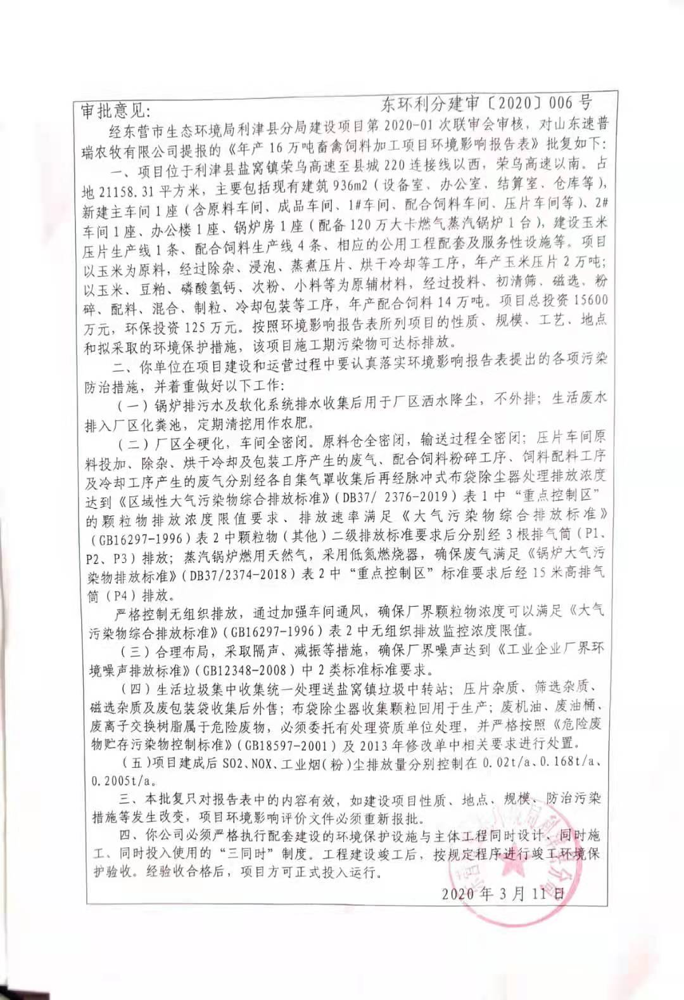 审批意见：
东环利分建审〔2020〕006 号
经东营市生态环境局利津县分局建设项目第 2020-01 次联审会审核，对山东速普
瑞农牧有限公司提报的《年产 16 万吨畜禽饲料加工项目环境影响报告表》批复如下：
一、项目位于利津县盐窝镇荣乌高速至县城 220 连接线以西，荣乌高速以南。占
地 21158.31 平方米，主要包括现有建筑 936m2（设备室、办公室、结算室、仓库等），
新建主车间 1 座（含原料车间、成品车间、1#车间、配合饲料车间、压片车间等）、2#
车间 1 座、办公楼 1 座、锅炉房 1 座（配备 120 万大卡燃气蒸汽锅炉 1 台），建设玉米
压片生产线 1 条、配合饲料生产线 4 条、相应的公用工程配套及服务性设施等。项目
以玉米为原料，经过除杂、浸泡、蒸煮压片、烘干冷却等工序，年产玉米压片 2 万吨；
以玉米、豆粕、磷酸氢钙、次粉、小料等为原辅材料，经过投料、初清筛、磁选、粉
碎、配料、混合、制粒、冷却包装等工序，年产配合饲料 14 万吨。项目总投资 15600
万元，环保投资 125 万元。按照环境影响报告表所列项目的性质、规模、工艺、地点
和拟采取的环境保护措施，该项目施工期污染物可达标排放。
二、你单位在项目建设和运营过程中要认真落实环境影响报告表提出的各项污染
防治措施，并着重做好以下工作：
（一）锅炉排污水及软化系统排水收集后用于厂区洒水降尘，不外排；生活废水
排入厂区化粪池，定期清挖用作农肥。
（二）厂区全硬化，车间全密闭。原料仓全密闭，输送过程全密闭；压片车间原
料投加、除杂、烘干冷却及包装工序产生的废气、配合饲料粉碎工序、饲料配料工序
及冷却工序产生的废气分别经各自集气罩收集后再经脉冲式布袋除尘器处理排放浓度
达到《区域性大气污染物综合排放标准》（DB37/ 2376-2019）表 1 中“重点控制区”
的颗粒物排放浓度限值要求、排放速率满足《大气污染物综合排放标准》
（GB16297-1996）表 2 中颗粒物（其他）二级排放标准要求后分别经 3 根排气筒（P1、
P2、P3）排放；蒸汽锅炉燃用天然气，采用低氮燃烧器，确保废气满足《锅炉大气污
染物排放标准》（DB37/2374-2018）表 2 中“重点控制区”标准要求后经 15 米高排气
筒（P4）排放。
严格控制无组织排放，通过加强车间通风，确保厂界颗粒物浓度可以满足《大气
污染物综合排放标准》（GB16297-1996）表 2 中无组织排放监控浓度限值。
（三）合理布局，采取隔声、减振等措施，确保厂界噪声达到《工业企业厂界环
境噪声排放标准》（GB12348-2008）中 2 类标准标准要求。
（四）生活垃圾集中收集统一处理送盐窝镇垃圾中转站；压片杂质、筛选杂质、
磁选杂质及废包装袋收集后外售；布袋除尘器收集颗粒回用于生产；废机油、废油桶、
废离子交换树脂属于危险废物，必须委托有处理资质单位处理，并严格按照《危险废
物贮存污染物控制标准》（GB18597-2001）及 2013 年修改单中相关要求进行处置。
（五）项目建成后 SO2、NOX、工业烟（粉）尘排放量分别控制在 0.02t/a、0.168t/a、
0.2005t/a。
三、本批复只对报告表中的内容有效，如建设项目性质、地点、规模、防治污染
措施等发生改变，项目环境影响评价文件必须重新报批。
四、你公司必须严格执行配套建设的环境保护设施与主体工程同时设计、同时施
工、同时投入使用的“三同时”制度。工程建设竣工后，按规定程序进行竣工环境保
护验收。经验收合格后，项目方可正式投入运行。
2020 年 3 月 11 日